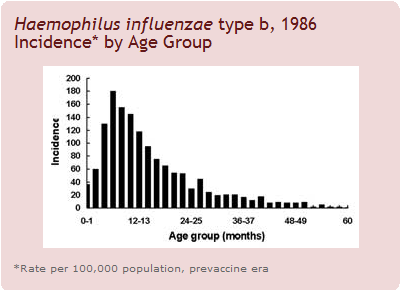 Haemophilus influenzae type b, 1986
Incidence* by Age Group
200
180
160
140
120
100
80
60
40
20
0
Incidence
0-1 12-13 24-25 36-37 48-49 60
Age group (months)
*Rate per 100,000 population, prevaccine era